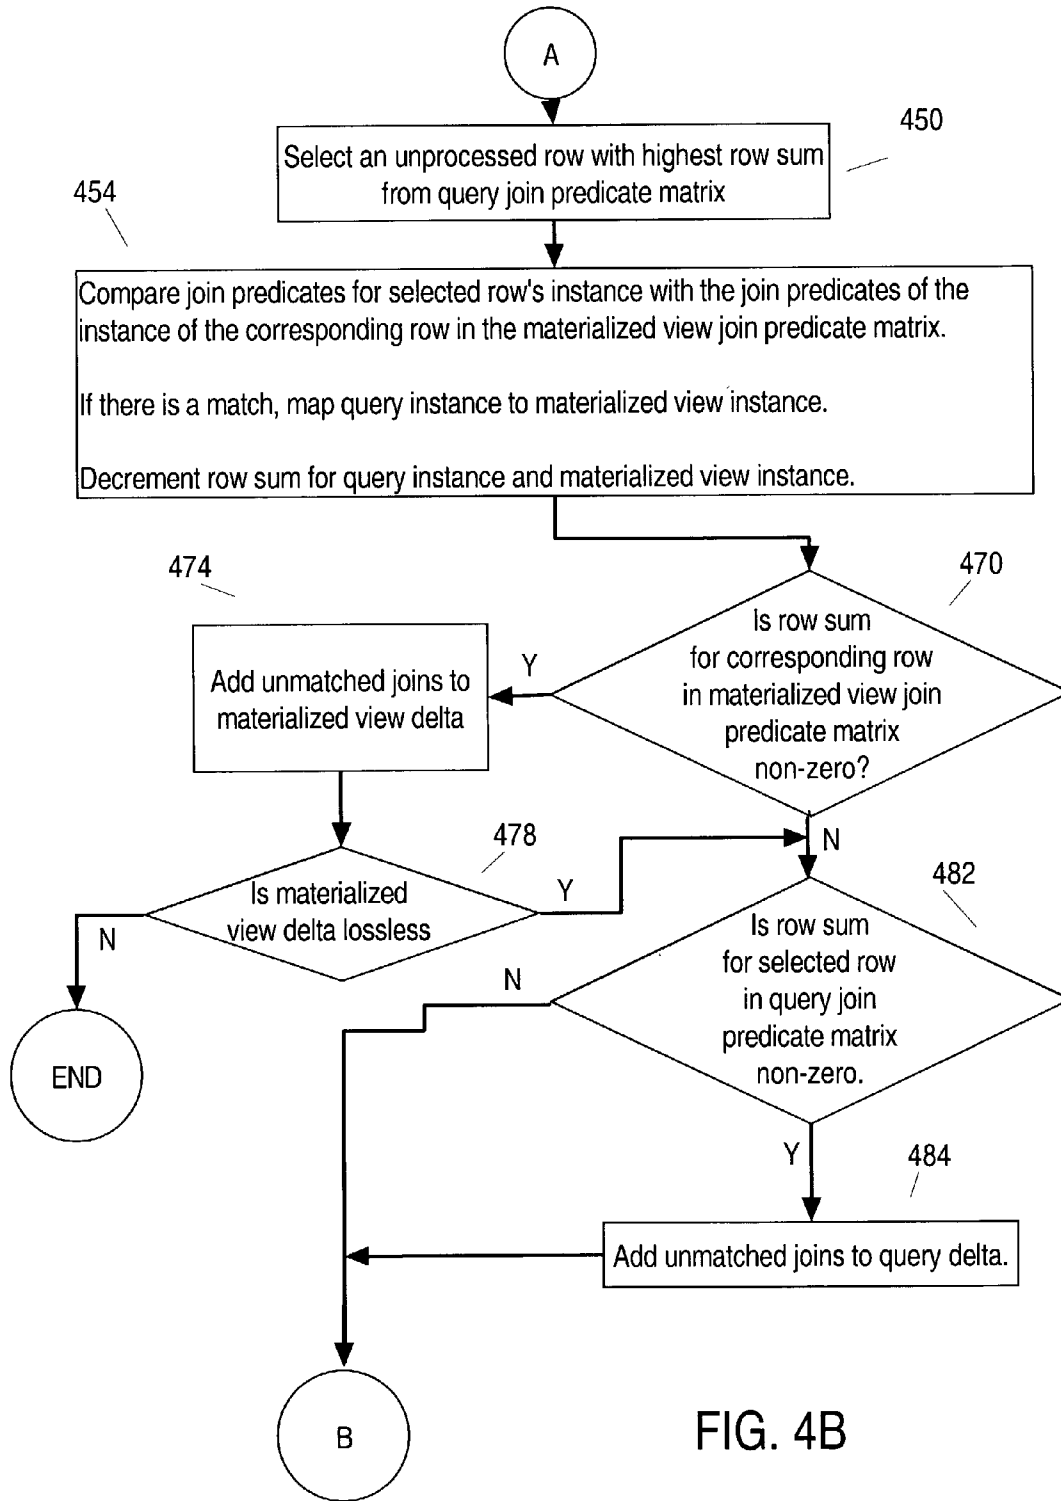 A
450
Select an unprocessed row with highest row sum
from query join predicate matrix
454
Compare join predicates for selected row's instance with the join predicates of the
instance of the corresponding row in the materialized view join predicate matrix.
If there is a match, map query instance to materialized view instance.
Decrement row sum for query instance and materialized view instance.
474
470
Is row sum
for corresponding row
in materialized view join
predicate matrix
non-zero?
Y
Add unmatched joins to
materialized view delta
N
478
Is materialized
view delta lossless
Y
N
482
Is row sum
for selected row
in query join
predicate matrix
non-zero.
N
END
Y
484
Add unmatched joins to query delta.
B
FIG. 4B